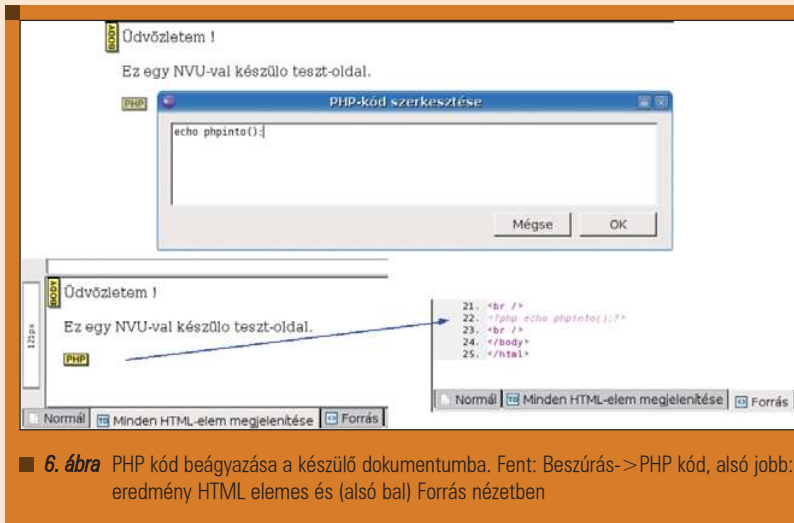 BODY
Üdvözletem !
Ez egy NVU-val készülo teszt-oldal.
PHP
PHP-kód szerkesztése
echo phpinto();
Mégse OK
BODY
Üdvözletem !
Ez egy NVU-val készülo teszt-oldal.
PHP
121px
21. <br />
22. <?php echo phpinto();?>
23. <br />
24. </body>
25. </html>
Normál Minden HTML-elem megjelenítése Forrás
Normál Minden HTML-elem megjelenítése Forrás
6. ábra PHP kód beágyazása a készülő dokumentumba. Fent: Beszúrás->PHP kód, alsó jobb:
eredmény HTML elemes és (alsó bal) Forrás nézetben